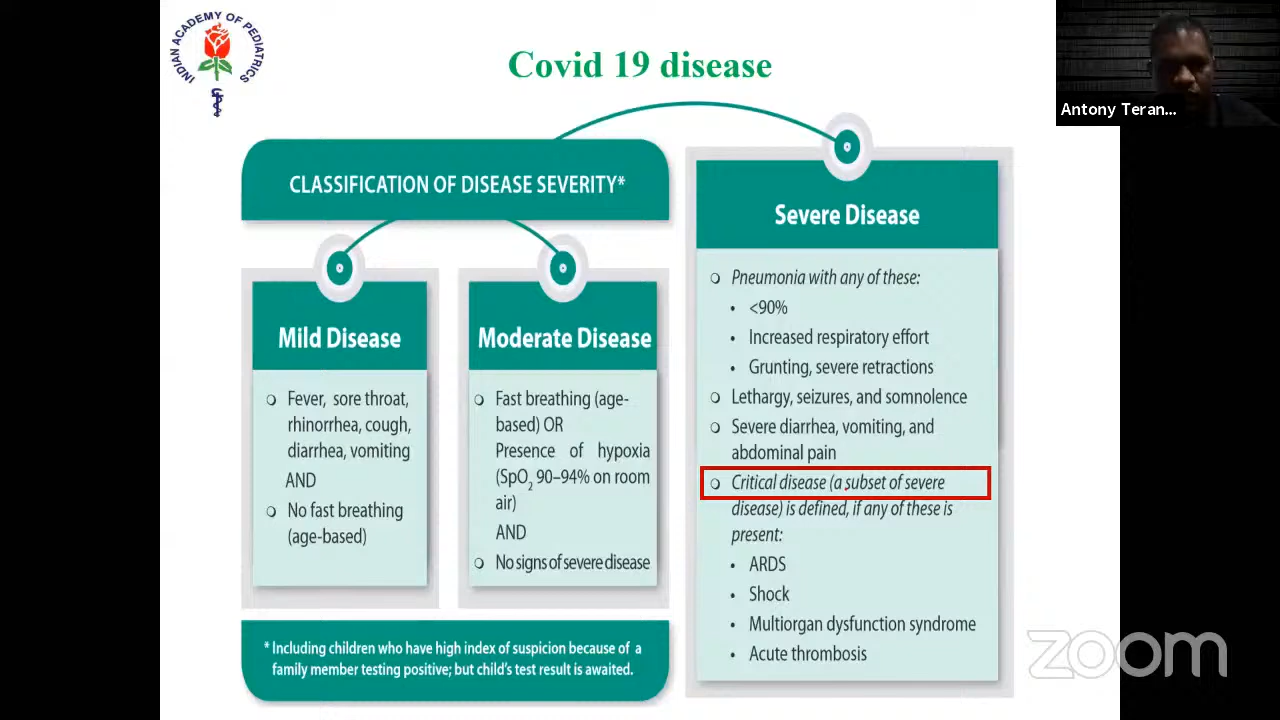 INDIAN ACADEMY OF PEDIATRICS
Covid 19 disease
Antony Teran...
CLASSIFICATION OF DISEASE SEVERITY*
Mild Disease
Fever, sore throat,
rhinorrhea, cough,
diarrhea, vomiting
AND
No fast breathing
(age-based)
Moderate Disease
Fast breathing (age-
based) OR
Presence of hypoxia
(SpO2 90–94% on room
air)
AND
No signs of severe disease
Severe Disease
Pneumonia with any of these:
• <90%
• Increased respiratory effort
• Grunting, severe retractions
Lethargy, seizures, and somnolence
Severe diarrhea, vomiting, and
abdominal pain
Critical disease (a subset of severe
disease) is defined, if any of these is
present:
• ARDS
• Shock
• Multiorgan dysfunction syndrome
• Acute thrombosis
* Including children who have high index of suspicion because of a
family member testing positive; but child's test result is awaited.
zoom